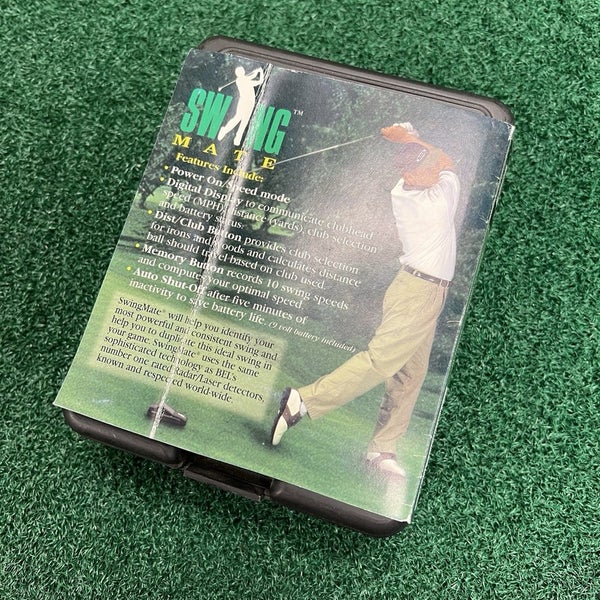 SWING™
MATE
Features Include:
• Power On/Speed mode
• Digital Display to communicate clubhead
speed (MPH), distance (yards), club selection
and battery status.
• Dist/Club Button provides club selection
for irons and woods and calculates distance
ball should travel based on club used.
• Memory Button records 10 swing speeds
and computes your optimal speed
• Auto Shut-Off after five minutes of
inactivity to save battery life. (9 volt battery included)
SwingMate® will help you identify your
most powerful and consistent swing and
help you to duplicate this ideal swing in
your game. SwingMate® uses the same
sophisticated technology as BEL's
number one rated Radar/Laser detectors,
known and respected world-wide.